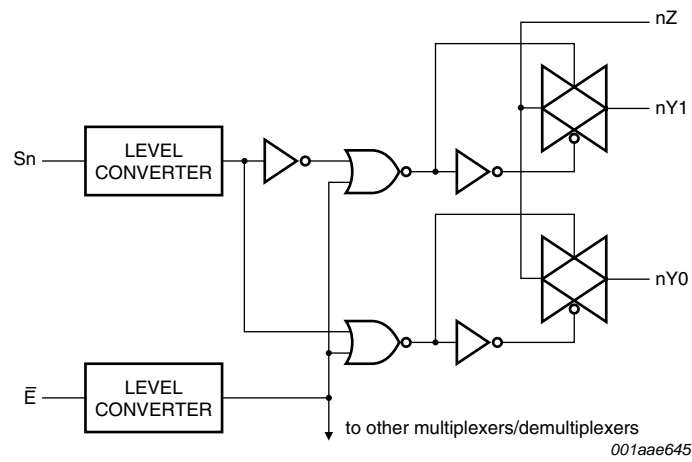 nZ
nY1
Sn
LEVEL
CONVERTER
nY0
E̅
LEVEL
CONVERTER
to other multiplexers/demultiplexers
001aae645